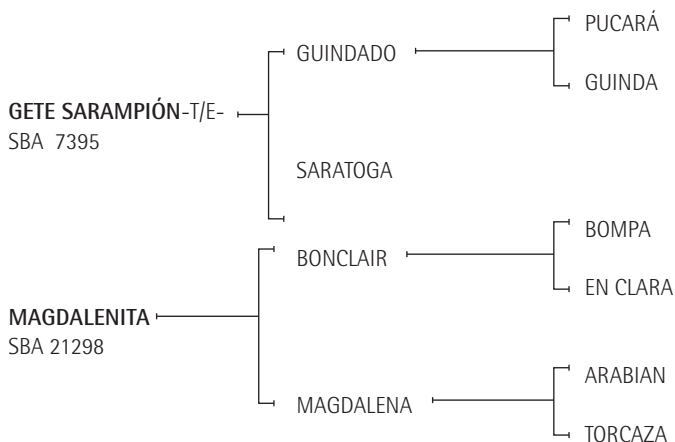 PUCARÁ
GUINDADO
GUINDA
GETE SARAMPIÓN-T/E-
SBA 7395
SARATOGA
BOMPA
BONCLAIR
EN CLARA
MAGDALENITA
SBA 21298
ARABIAN
MAGDALENA
TORCAZA